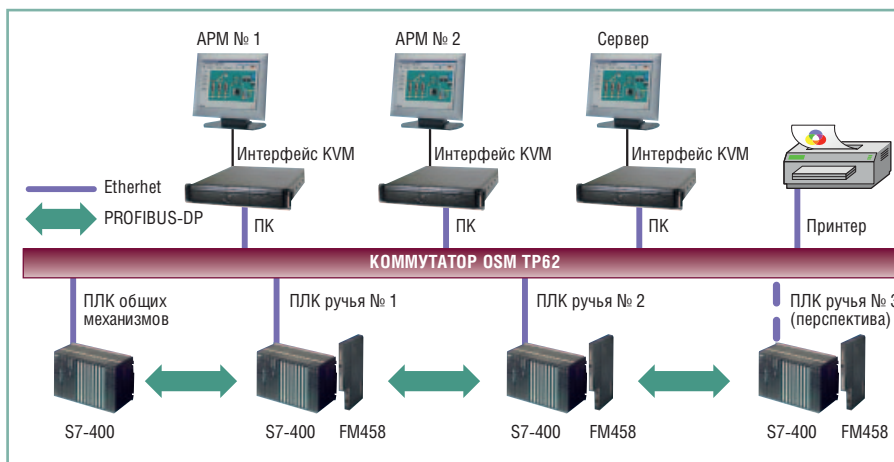 АРМ № 1
АРМ № 2
Сервер
Интерфейс KVM
Интерфейс KVM
Интерфейс KVM
Etherhet
PROFIBUS-DP
ПК
ПК
ПК
Принтер
КОММУТАТОР OSM TP62
ПЛК общих
механизмов
ПЛК ручья № 1
ПЛК ручья № 2
ПЛК ручья № 3
(перспектива)
S7-400
S7-400
FM458
S7-400
FM458
S7-400
FM458